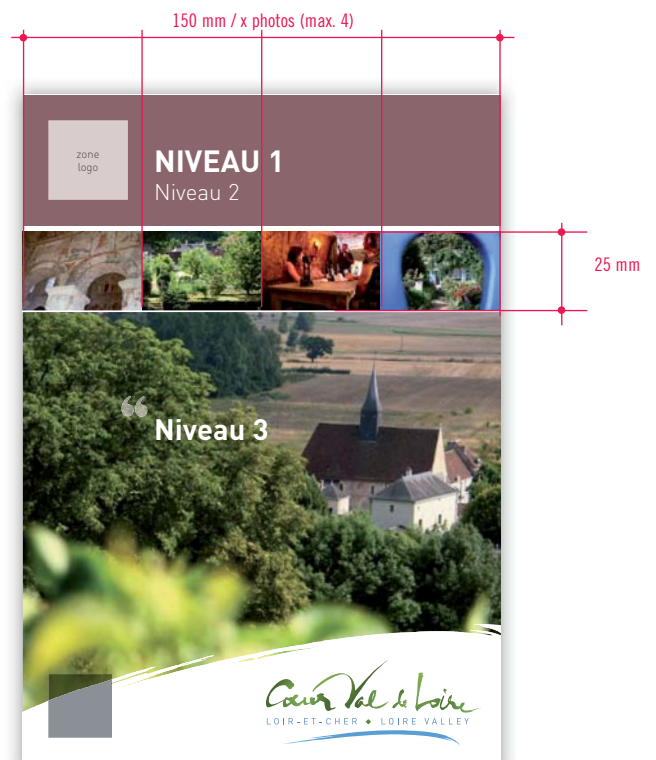 150 mm / x photos (max. 4)
zone
logo
NIVEAU 1
Niveau 2
25 mm
“
Niveau 3
Cœur Val de Loire
LOIR-ET-CHER ◆ LOIRE VALLEY